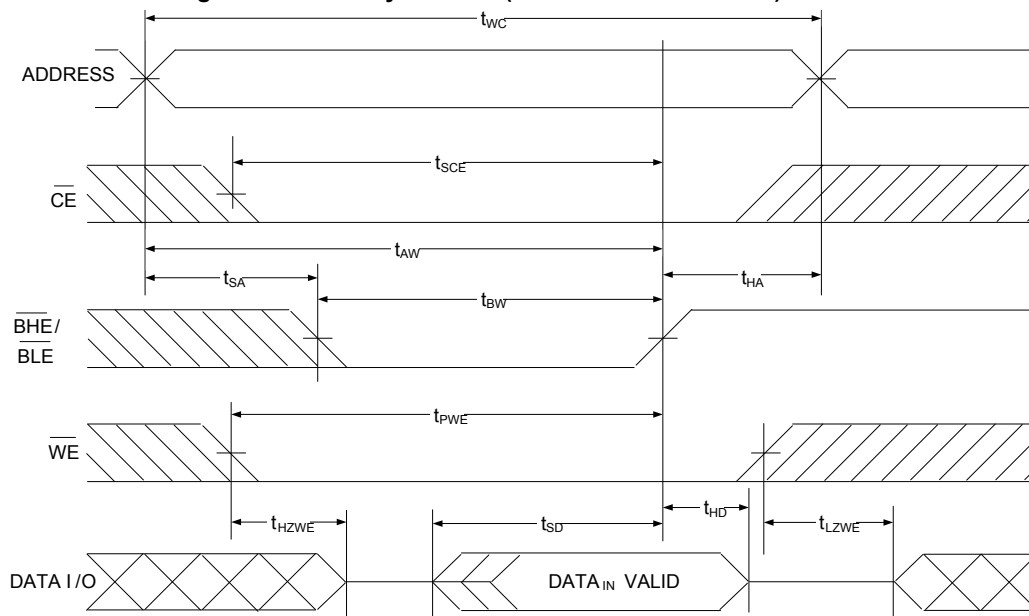 tWC
ADDRESS
tSCE
CE
tAW
tSA
tHA
tBW
BHE/
BLE
tPWE
WE
tHZWE
tSD
tHD
tLZWE
DATA I/O
DATAIN VALID